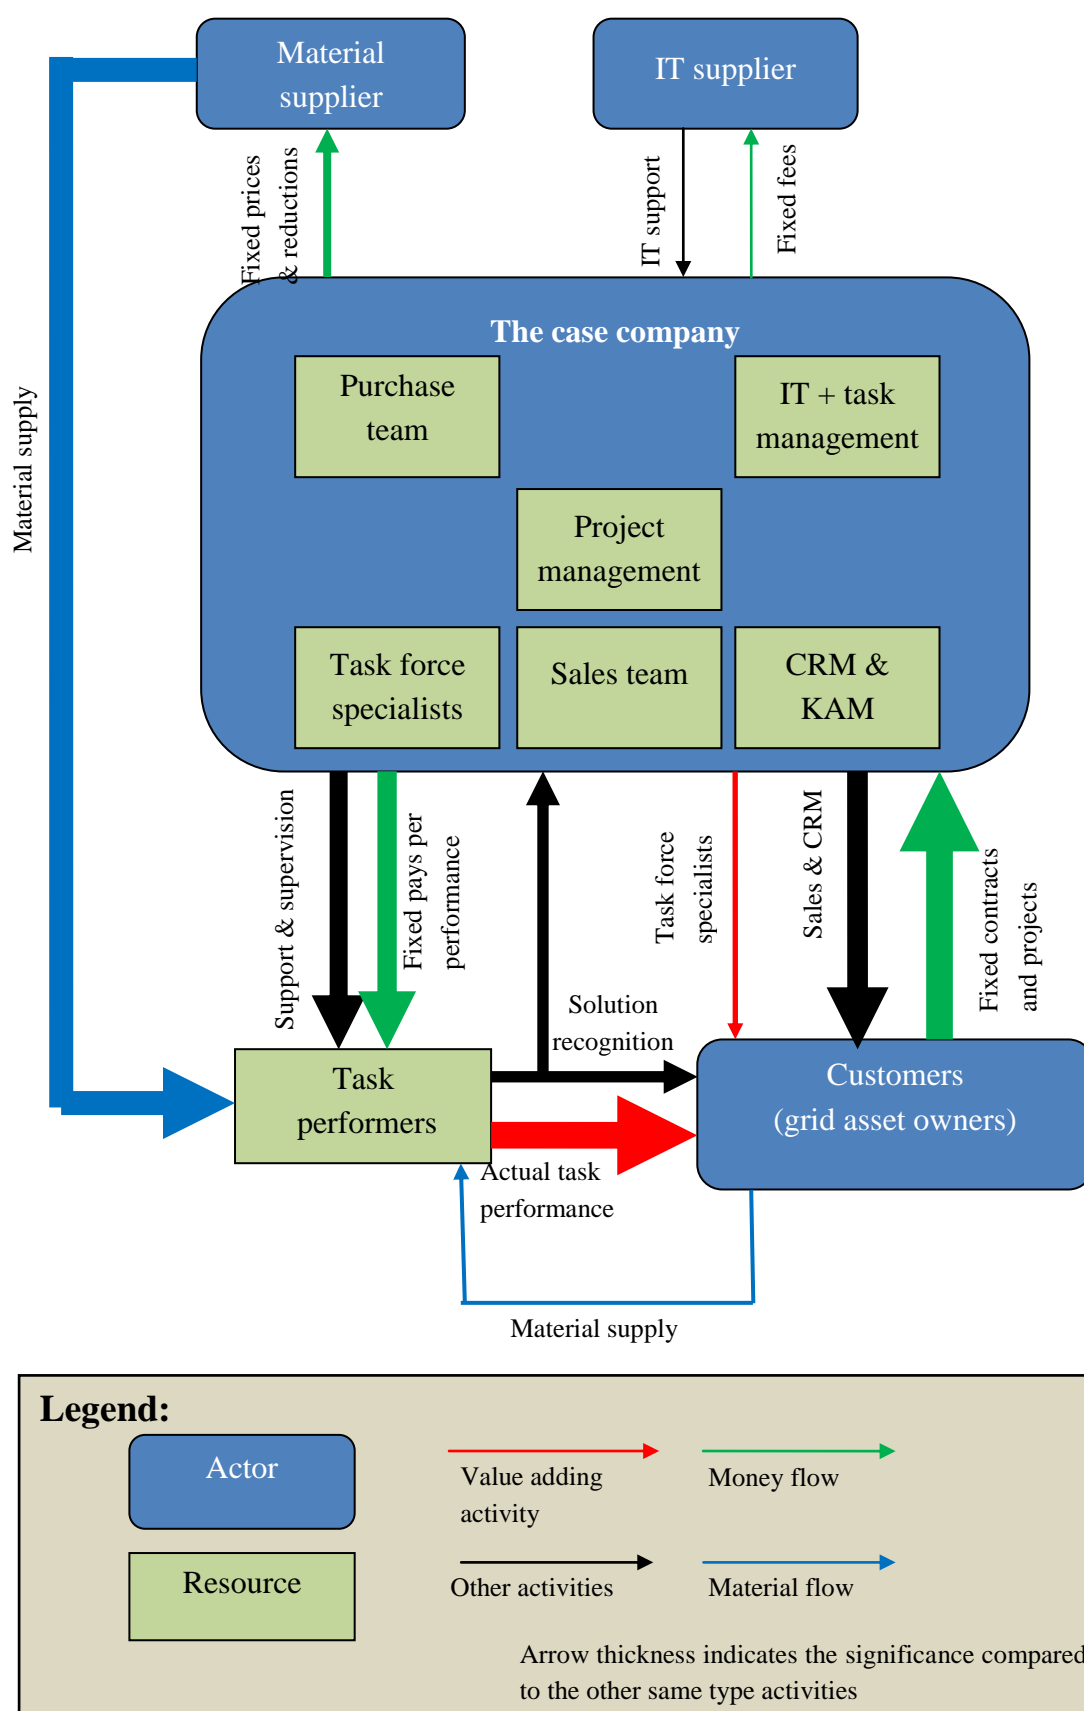 Material
supplier
IT supplier
Fixed prices
& reductions
IT support
Fixed fees
Material supply
The case company
Purchase
team
IT + task
management
Project
management
Task force
specialists
Sales team
CRM &
KAM
Support & supervision
Fixed pays per
performance
Task force
specialists
Sales & CRM
Fixed contracts
and projects
Solution
recognition
Task
performers
Customers
(grid asset owners)
Actual task
performance
Material supply
Legend:
Actor
Value adding
activity
Money flow
Resource
Other activities
Material flow
Arrow thickness indicates the significance compared
to the other same type activities